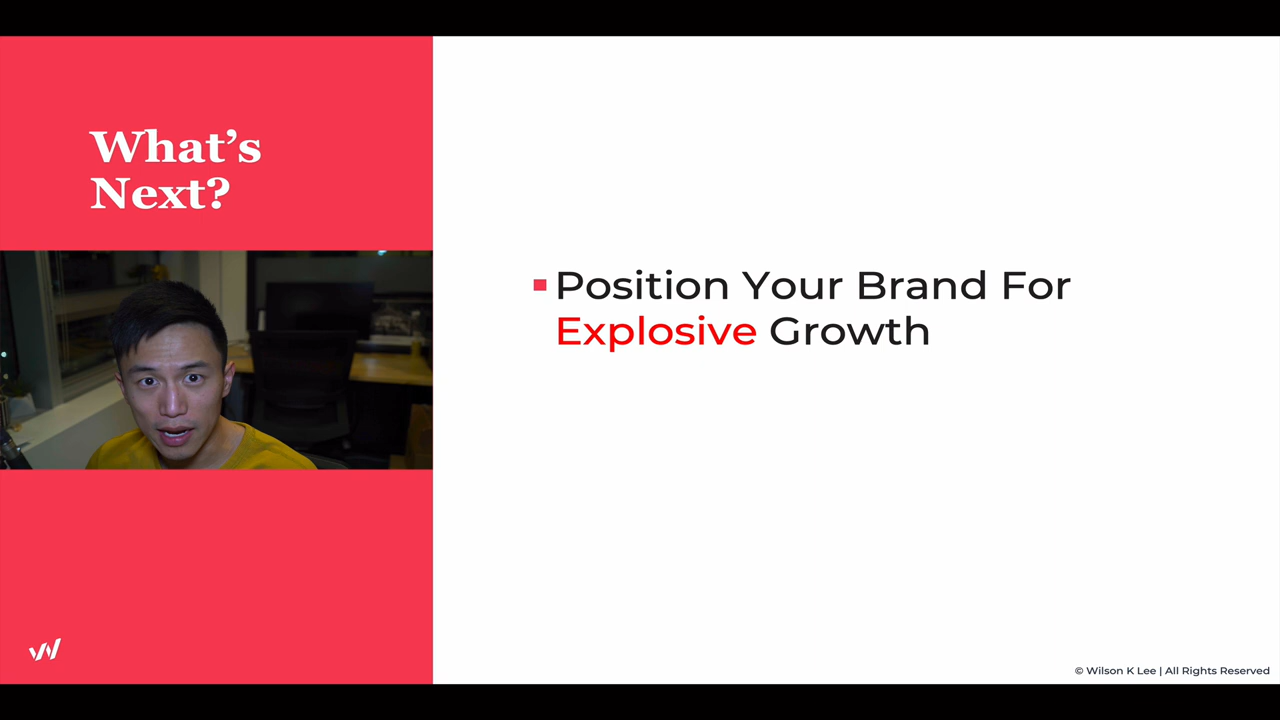 What's
Next?
Position Your Brand For
Explosive Growth
© Wilson K Lee | All Rights Reserved